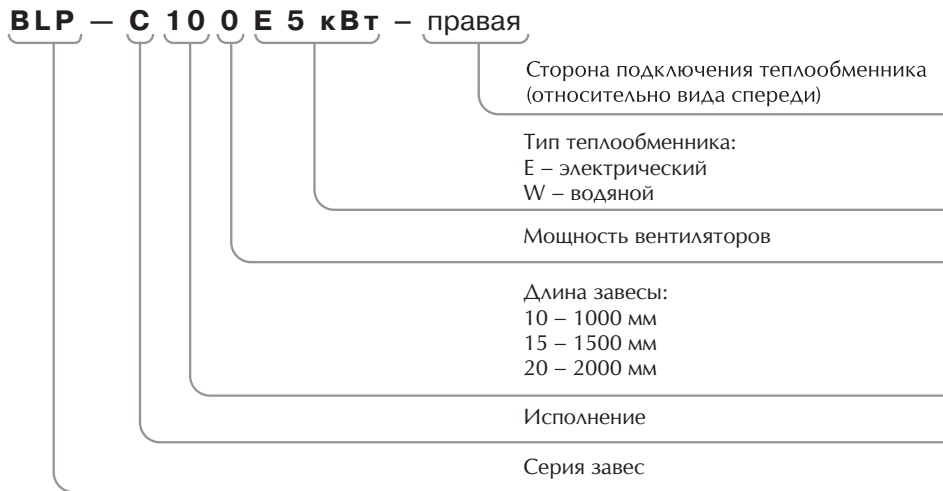 BLP – С 10 0 E 5 кВт – правая
Сторона подключения теплообменника
(относительно вида спереди)
Тип теплообменника:
E – электрический
W – водяной
Мощность вентиляторов
Длина завесы:
10 – 1000 мм
15 – 1500 мм
20 – 2000 мм
Исполнение
Серия завес